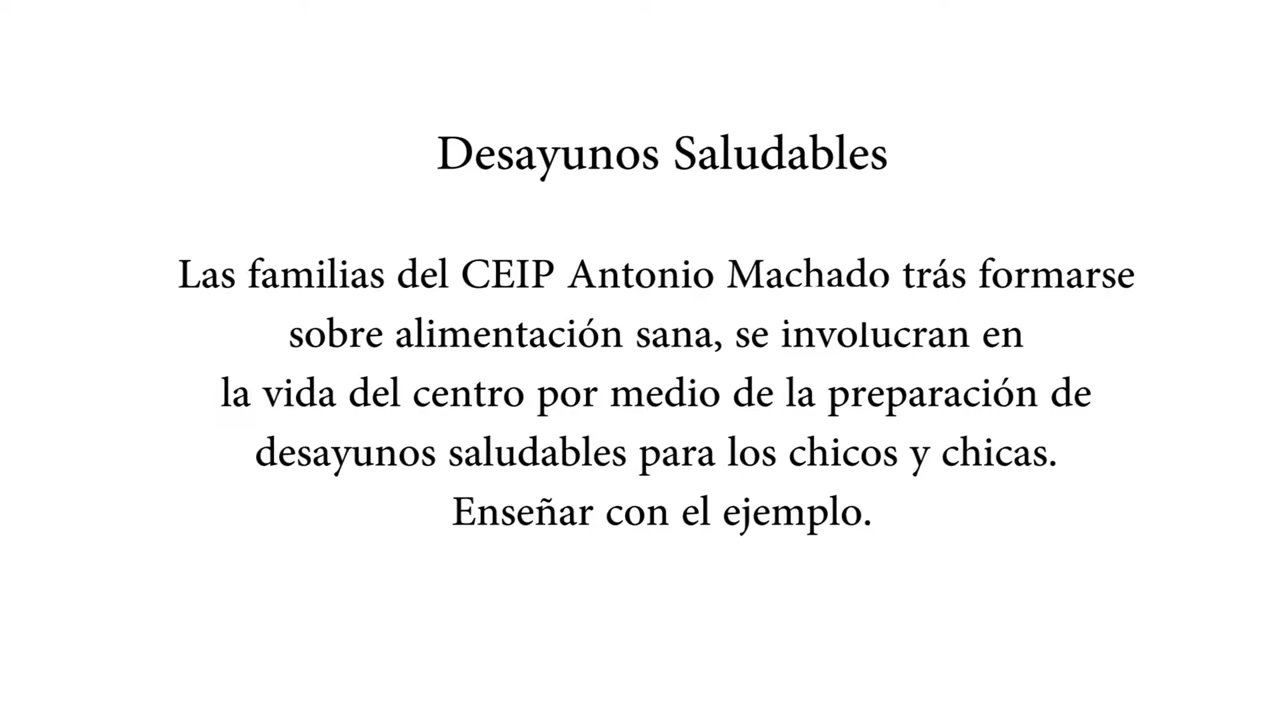 Desayunos Saludables
Las familias del CEIP Antonio Machado trás formarse
sobre alimentación sana, se involucran en
la vida del centro por medio de la preparación de
desayunos saludables para los chicos y chicas.
Enseñar con el ejemplo.